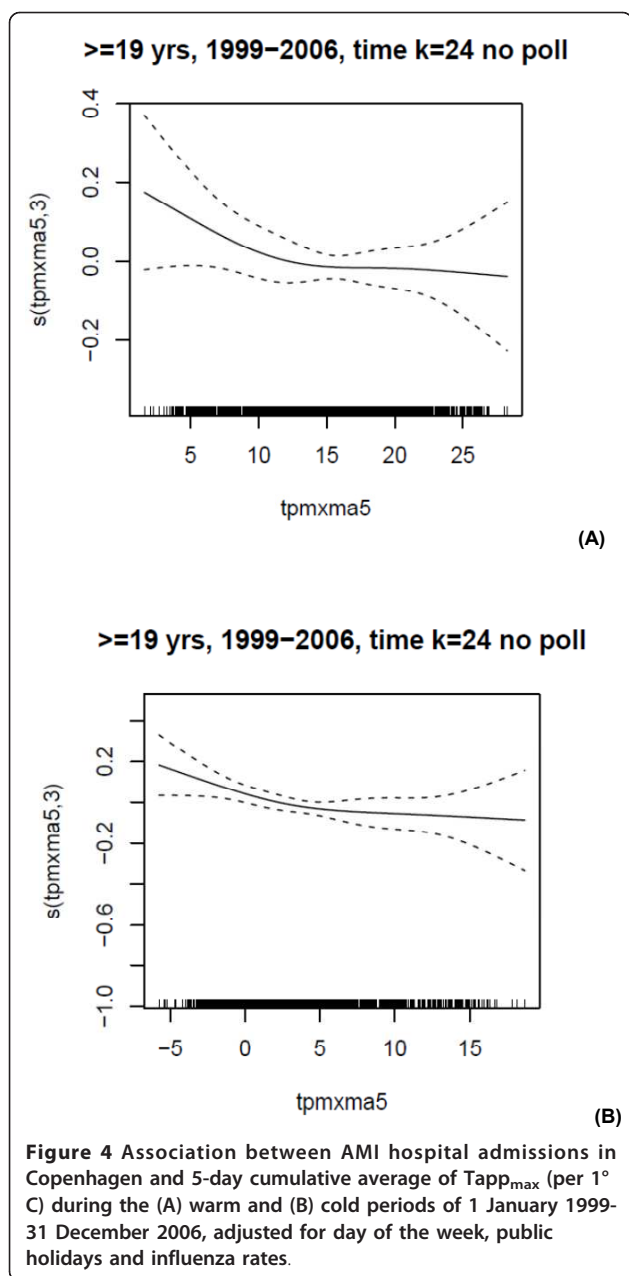 >=19 yrs, 1999−2006, time k=24 no poll
s(tpmxma5,3)
0.4
0.2
0.0
−0.2
5 10 15 20 25
tpmxma5
(A)
>=19 yrs, 1999−2006, time k=24 no poll
s(tpmxma5,3)
0.2
−0.2
−0.6
−1.0
−5 0 5 10 15
tpmxma5
(B)
Figure 4 Association between AMI hospital admissions in
Copenhagen and 5-day cumulative average of Tappmax (per 1°
C) during the (A) warm and (B) cold periods of 1 January 1999-
31 December 2006, adjusted for day of the week, public
holidays and influenza rates.